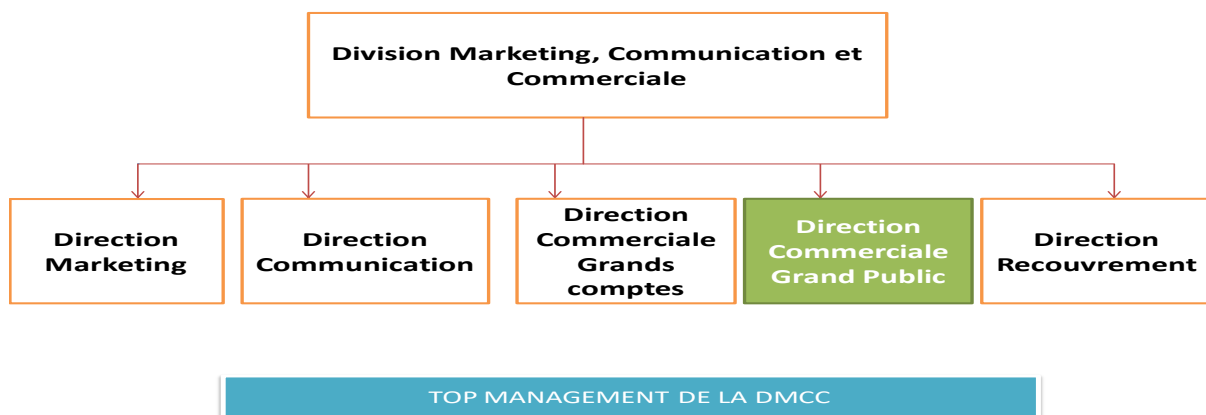 Division Marketing, Communication et
Commerciale
Direction
Marketing
Direction
Communication
Direction
Commerciale
Grands
comptes
Direction
Commerciale
Grand Public
Direction
Recouvrement
TOP MANAGEMENT DE LA DMCC